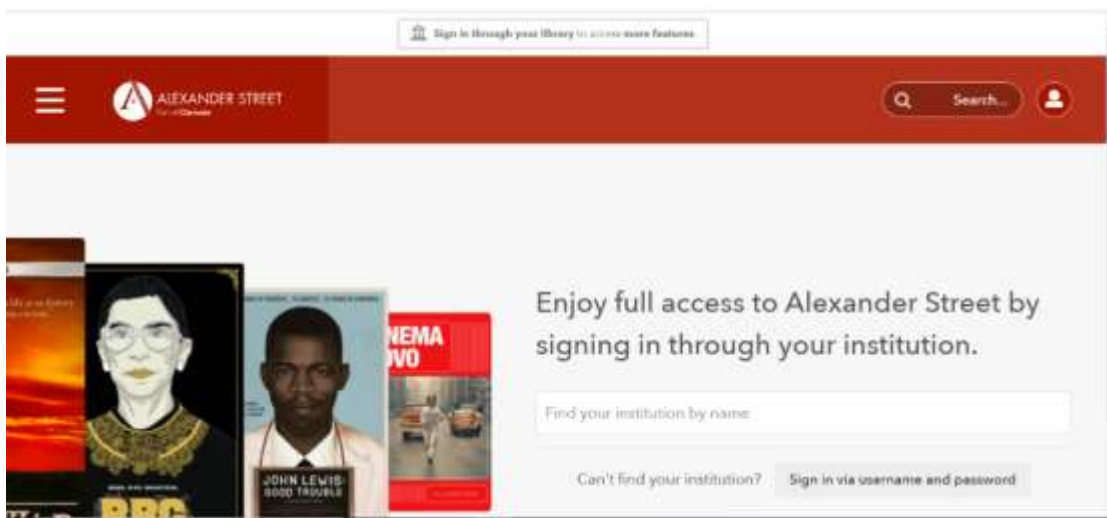 Sign in through your library to access more features
ALEXANDER STREET
Search...
Enjoy full access to Alexander Street by
signing in through your institution.
Find your institution by name
Can't find your institution? Sign in via username and password
JOHN LEWIS:
GOOD TROUBLE
RBG